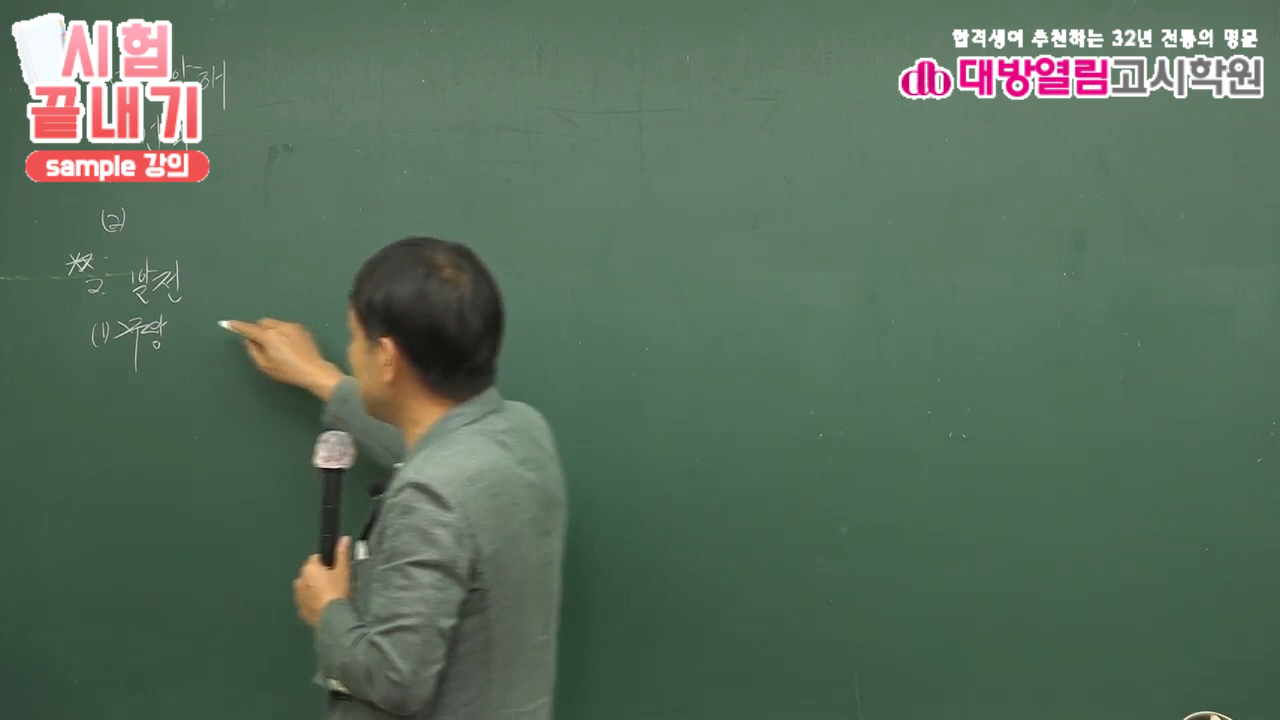 시험
끝내기
sample 강의
합격생이 추천하는 32년 전통의 명문
대방열림고시학원
(2)
2. 발전
(1)